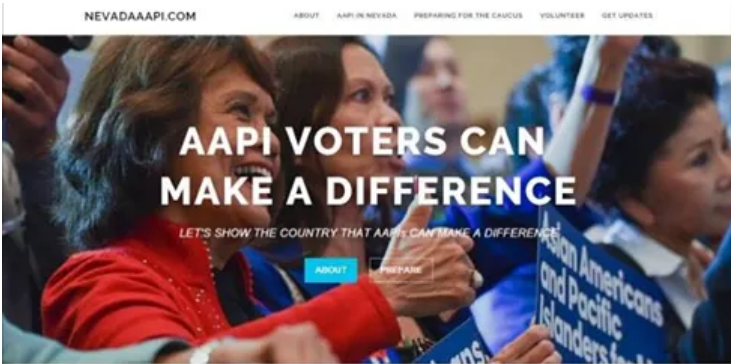 NEVADAAAPI.COM
ABOUT
AAPI IN NEVADA
PREPARING FOR THE CAUCUS
VOLUNTEER
GET UPDATES
AAPI VOTERS CAN
MAKE A DIFFERENCE
LET'S SHOW THE COUNTRY THAT AAPIs CAN MAKE A DIFFERENCE
ABOUT
PREPARE
Asian Americans
and Pacific
Islanders